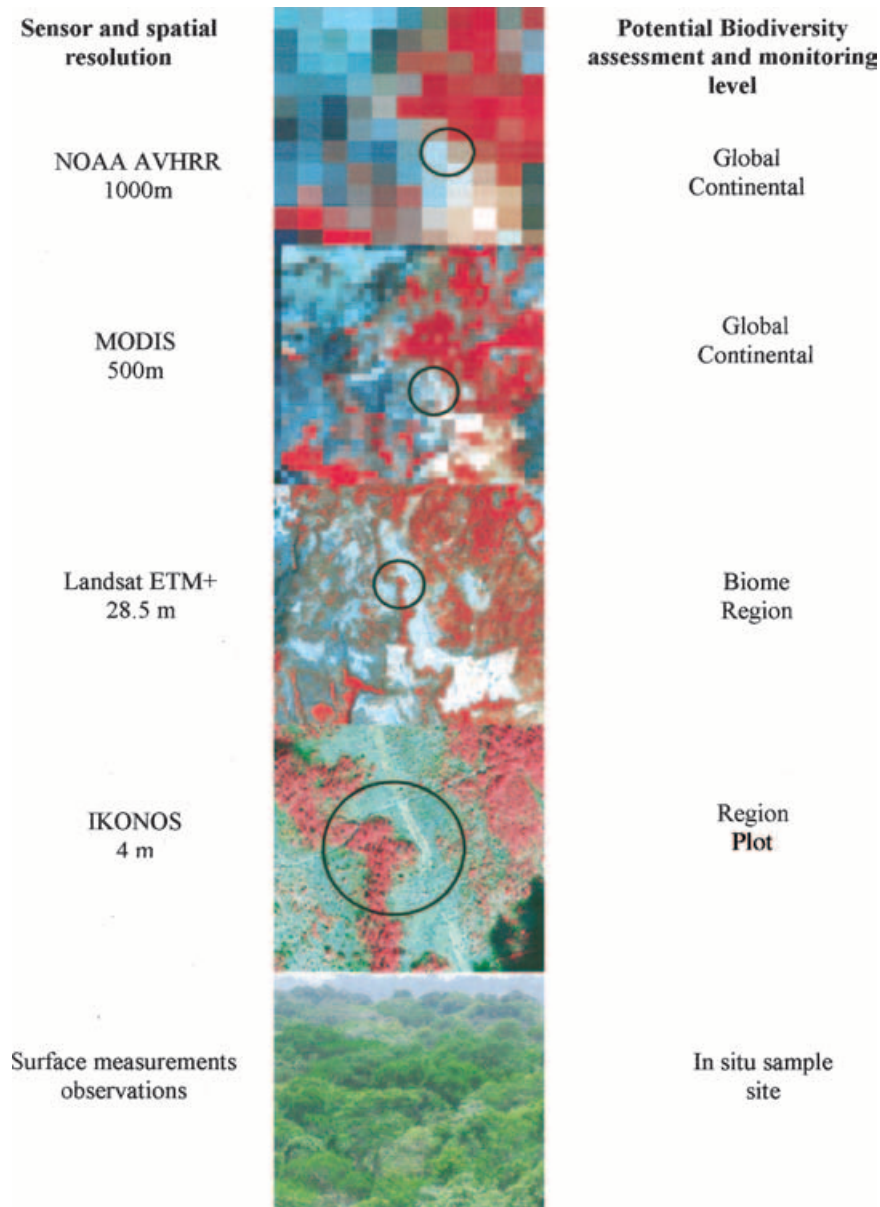 Sensor and spatial
resolution
Potential Biodiversity
assessment and monitoring
level
NOAA AVHRR
1000m
Global
Continental
MODIS
500m
Global
Continental
Landsat ETM+
28.5 m
Biome
Region
IKONOS
4 m
Region
Plot
Surface measurements
observations
In situ sample
site